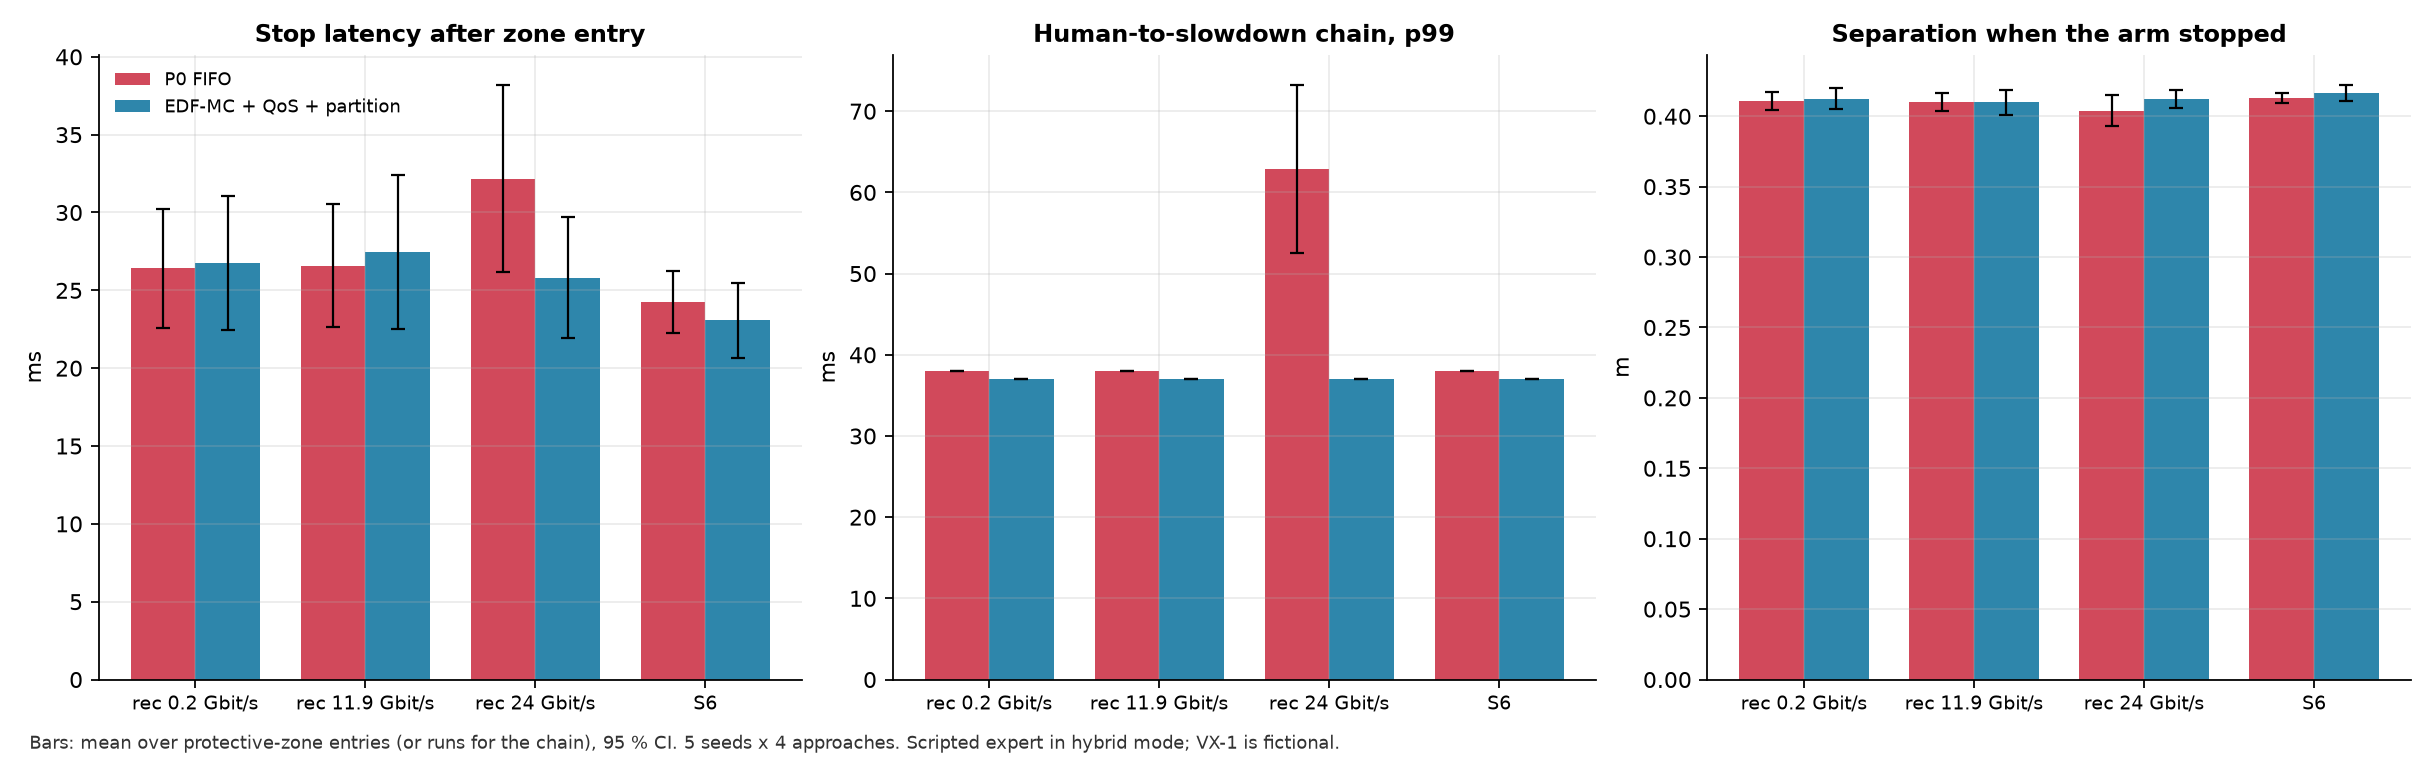 Stop latency after zone entry
40
35
30
25
20
15
10
5
0
ms
P0 FIFO
EDF-MC + QoS + partition
rec 0.2 Gbit/s
rec 11.9 Gbit/s
rec 24 Gbit/s
S6
Human-to-slowdown chain, p99
70
60
50
40
30
20
10
0
ms
rec 0.2 Gbit/s
rec 11.9 Gbit/s
rec 24 Gbit/s
S6
Separation when the arm stopped
0.40
0.35
0.30
0.25
0.20
0.15
0.10
0.05
0.00
m
rec 0.2 Gbit/s
rec 11.9 Gbit/s
rec 24 Gbit/s
S6
Bars: mean over protective-zone entries (or runs for the chain), 95 % CI. 5 seeds x 4 approaches. Scripted expert in hybrid mode; VX-1 is fictional.